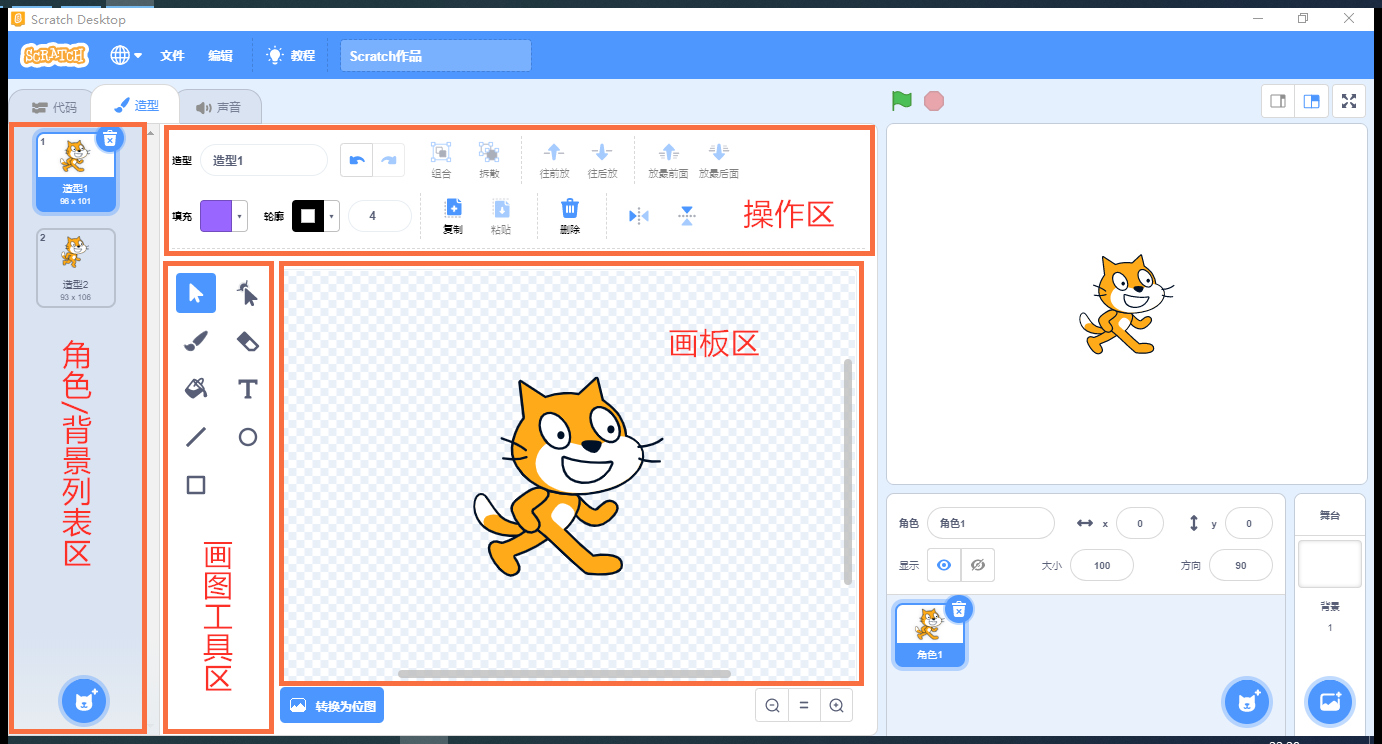 Scratch Desktop
SCRATCH 文件 编辑 教程 Scratch作品
代码 造型 声音
1
造型1
96 x 101
2
造型2
93 x 106
角色/背景列表区
造型 造型1 组合 拆散 往前放 往后放 放最前面 放最后面
填充 轮廓 4 复制 粘贴 删除
操作区
画图工具区
画板区
转换为位图
角色 角色1 x 0 y 0
显示 大小 100 方向 90
角色1
舞台
背景
1